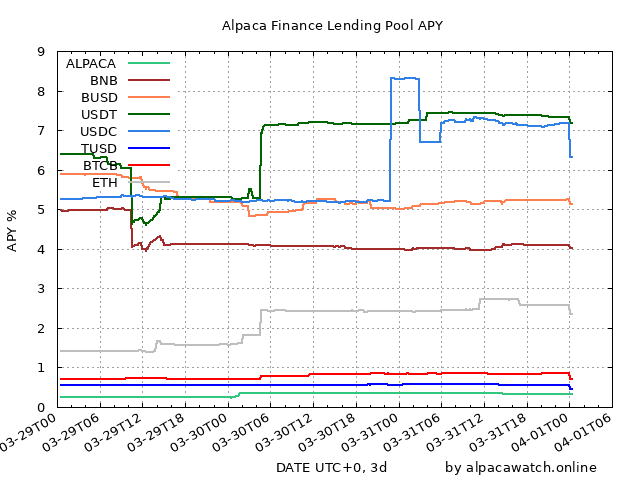 Alpaca Finance Lending Pool APY
9
8
7
6
5
4
3
2
1
0
APY %
ALPACA
BNB
BUSD
USDT
USDC
TUSD
BTCB
ETH
03-29T00
03-29T06
03-29T12
03-29T18
03-30T00
03-30T06
03-30T12
03-30T18
03-31T00
03-31T06
03-31T12
03-31T18
04-01T00
04-01T06
DATE UTC+0, 3d
by alpacawatch.online